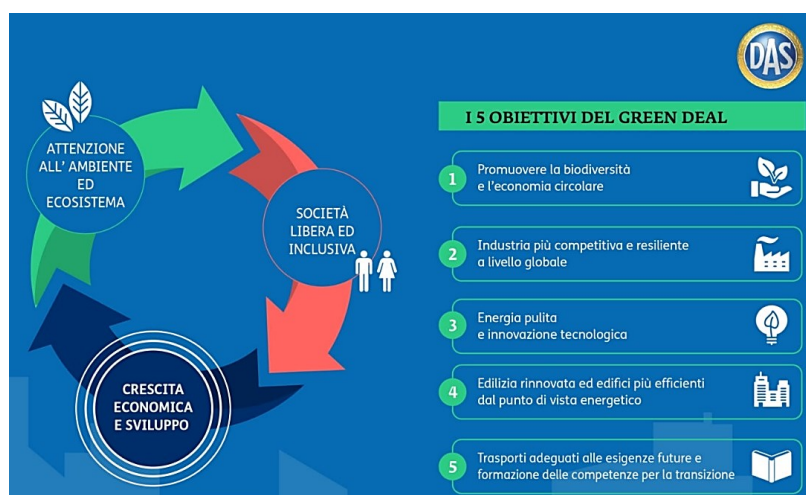 DAS
ATTENZIONE
ALL' AMBIENTE
ED
ECOSISTEMA
SOCIETÀ
LIBERA ED
INCLUSIVA
CRESCITA
ECONOMICA
E SVILUPPO
I 5 OBIETTIVI DEL GREEN DEAL
1
Promuovere la biodiversità
e l'economia circolare
2
Industria più competitiva e resiliente
a livello globale
3
Energia pulita
e innovazione tecnologica
4
Edilizia rinnovata ed edifici più efficienti
dal punto di vista energetico
5
Trasporti adeguati alle esigenze future e
formazione delle competenze per la transizione